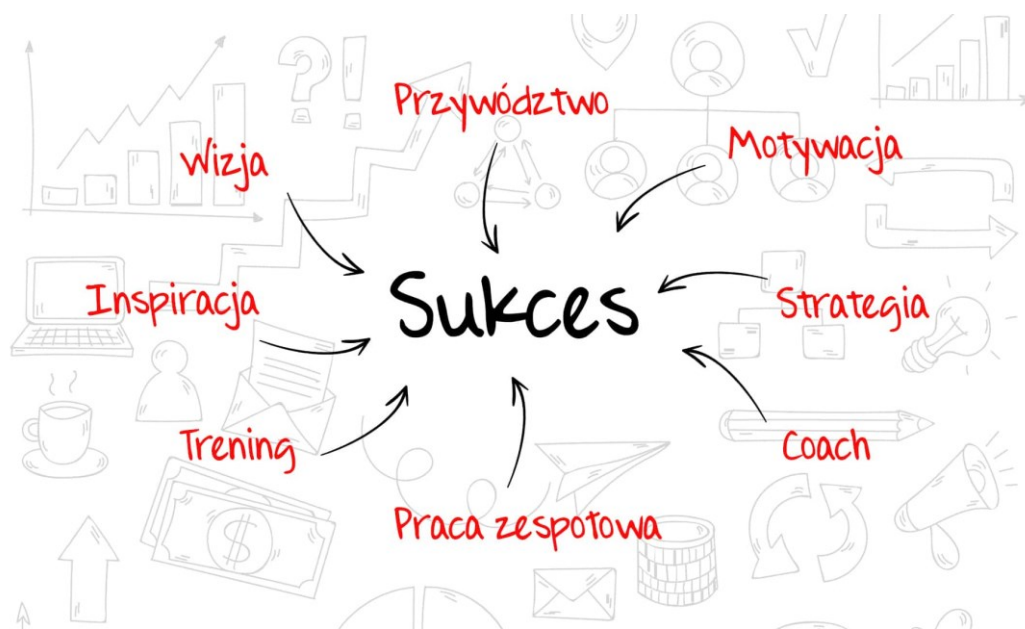 Przywództwo
Motywacja
Wizja
Sukces
Inspiracja
Strategia
Trening
Coach
Praca zespołowa